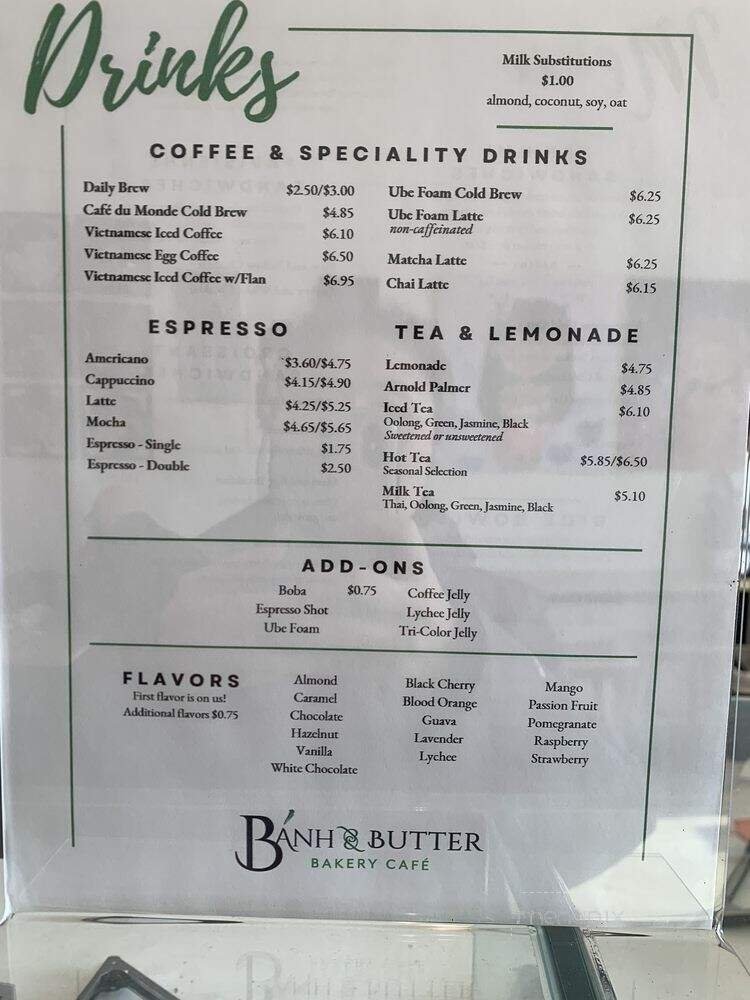 Drinks
Milk Substitutions
$1.00
almond, coconut, soy, oat
COFFEE & SPECIALITY DRINKS
Daily Brew $2.50/$3.00
Café du Monde Cold Brew $4.85
Vietnamese Iced Coffee $6.10
Vietnamese Egg Coffee $6.50
Vietnamese Iced Coffee w/Flan $6.95
Ube Foam Cold Brew $6.25
Ube Foam Latte $6.25
non-caffeinated
Matcha Latte $6.25
Chai Latte $6.15
ESPRESSO
Americano $3.60/$4.75
Cappuccino $4.15/$4.90
Latte $4.25/$5.25
Mocha $4.65/$5.65
Espresso - Single $1.75
Espresso - Double $2.50
TEA & LEMONADE
Lemonade $4.75
Arnold Palmer $4.85
Iced Tea $6.10
Oolong, Green, Jasmine, Black
Sweetened or unsweetened
Hot Tea $5.85/$6.50
Seasonal Selection
Milk Tea $5.10
Thai, Oolong, Green, Jasmine, Black
ADD-ONS
Boba $0.75 Coffee Jelly
Espresso Shot Lychee Jelly
Ube Foam Tri-Color Jelly
FLAVORS
First flavor is on us!
Additional flavors $0.75
Almond
Caramel
Chocolate
Hazelnut
Vanilla
White Chocolate
Black Cherry
Blood Orange
Guava
Lavender
Lychee
Mango
Passion Fruit
Pomegranate
Raspberry
Strawberry
BÁNH & BUTTER
BAKERY CAFÉ